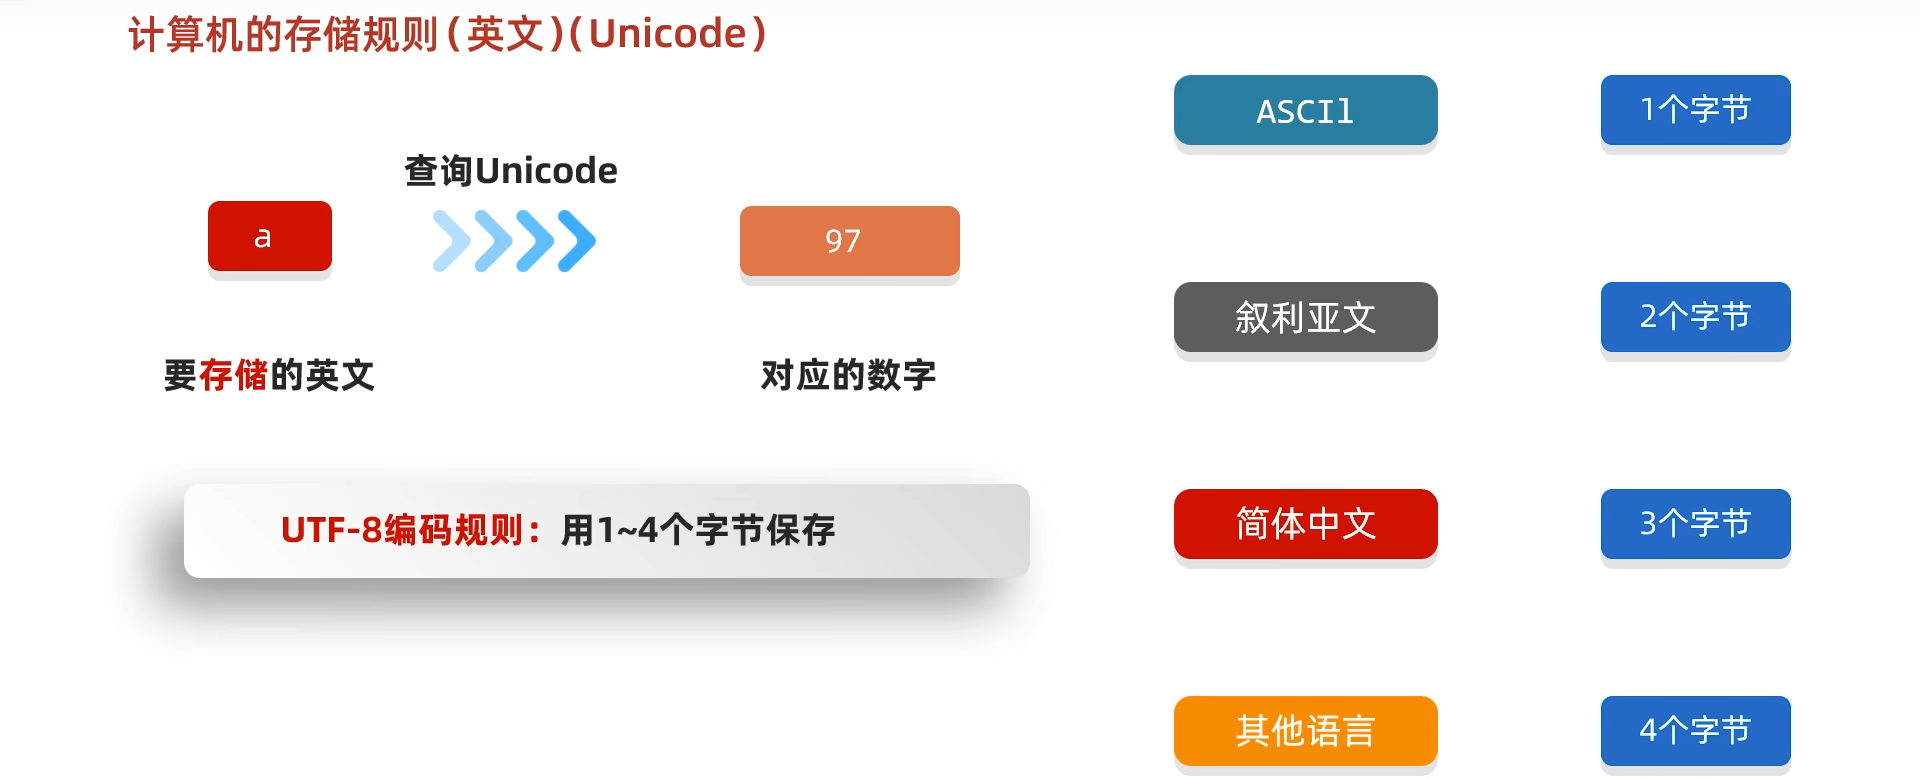 计算机的存储规则(英文)(Unicode)
查询Unicode
a
97
要存储的英文
对应的数字
UTF-8编码规则：用1~4个字节保存
ASCIl
1个字节
叙利亚文
2个字节
简体中文
3个字节
其他语言
4个字节